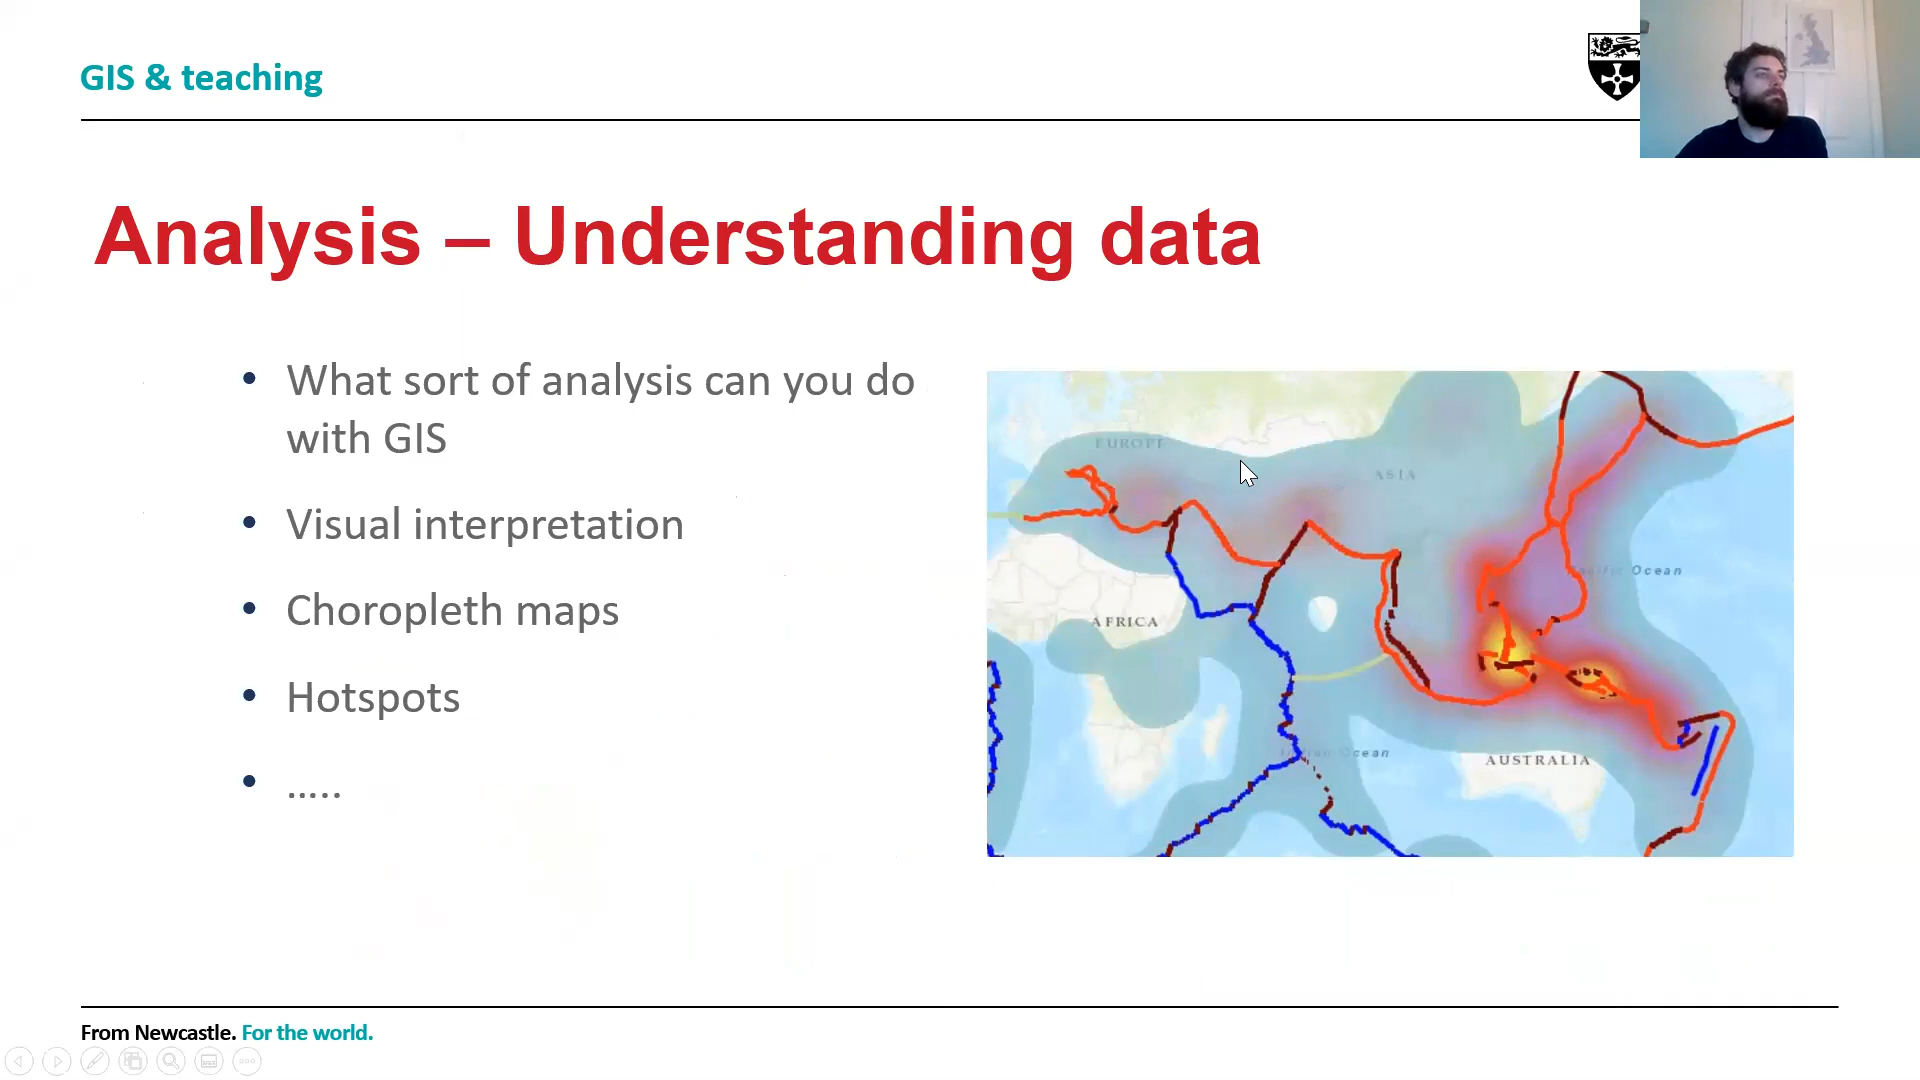 GIS & teaching
Analysis – Understanding data
• What sort of analysis can you do
with GIS
• Visual interpretation
• Choropleth maps
• Hotspots
• .....
EUROPE
ASIA
Pacific Ocean
AFRICA
Indian Ocean
AUSTRALIA
From Newcastle. For the world.